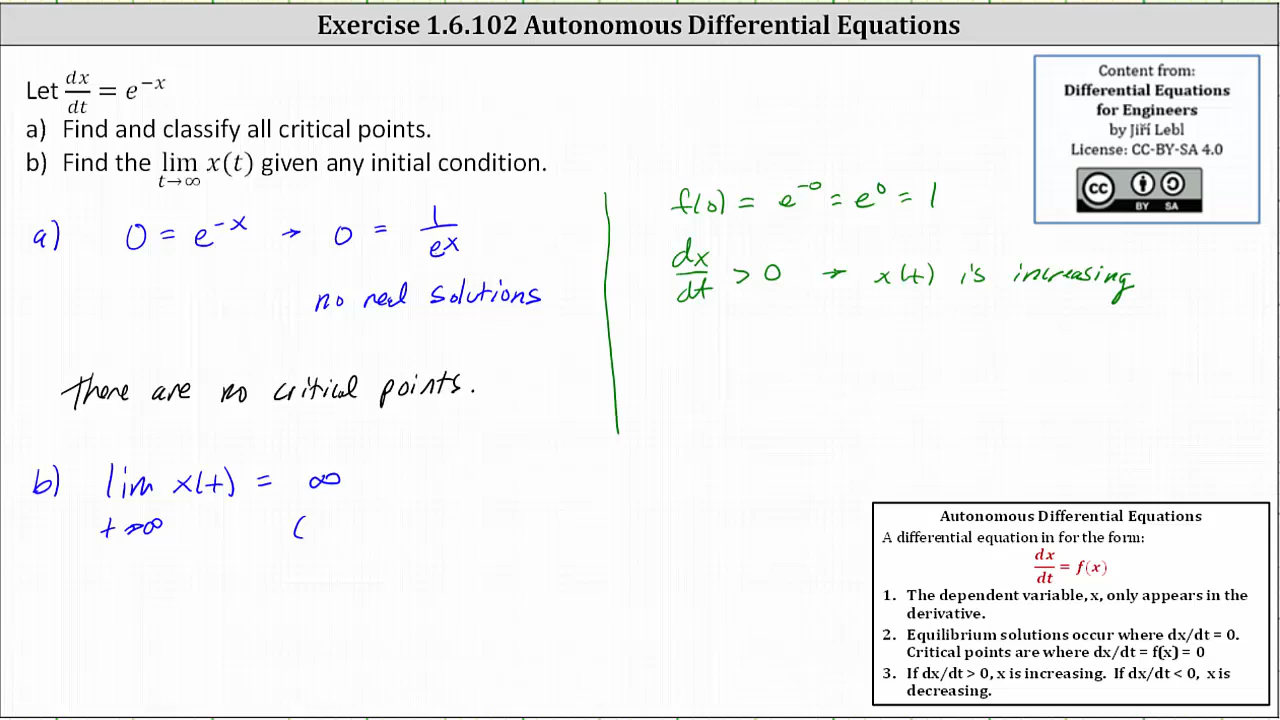 Exercise 1.6.102 Autonomous Differential Equations
Let dx/dt = e^{-x}
a) Find and classify all critical points.
b) Find the lim_{t→∞} x(t) given any initial condition.
Content from:
Differential Equations
for Engineers
by Jiří Lebl
License: CC-BY-SA 4.0
cc
BY SA
a) 0 = e^{-x} → 0 = 1/e^x
no real solutions
There are no critical points.
f(0) = e^{-0} = e^0 = 1
dx/dt > 0 → x(t) is increasing
b) lim_{t→∞} x(t) = ∞
(
Autonomous Differential Equations
A differential equation in for the form:
dx/dt = f(x)
1. The dependent variable, x, only appears in the
derivative.
2. Equilibrium solutions occur where dx/dt = 0.
Critical points are where dx/dt = f(x) = 0
3. If dx/dt > 0, x is increasing. If dx/dt < 0, x is
decreasing.